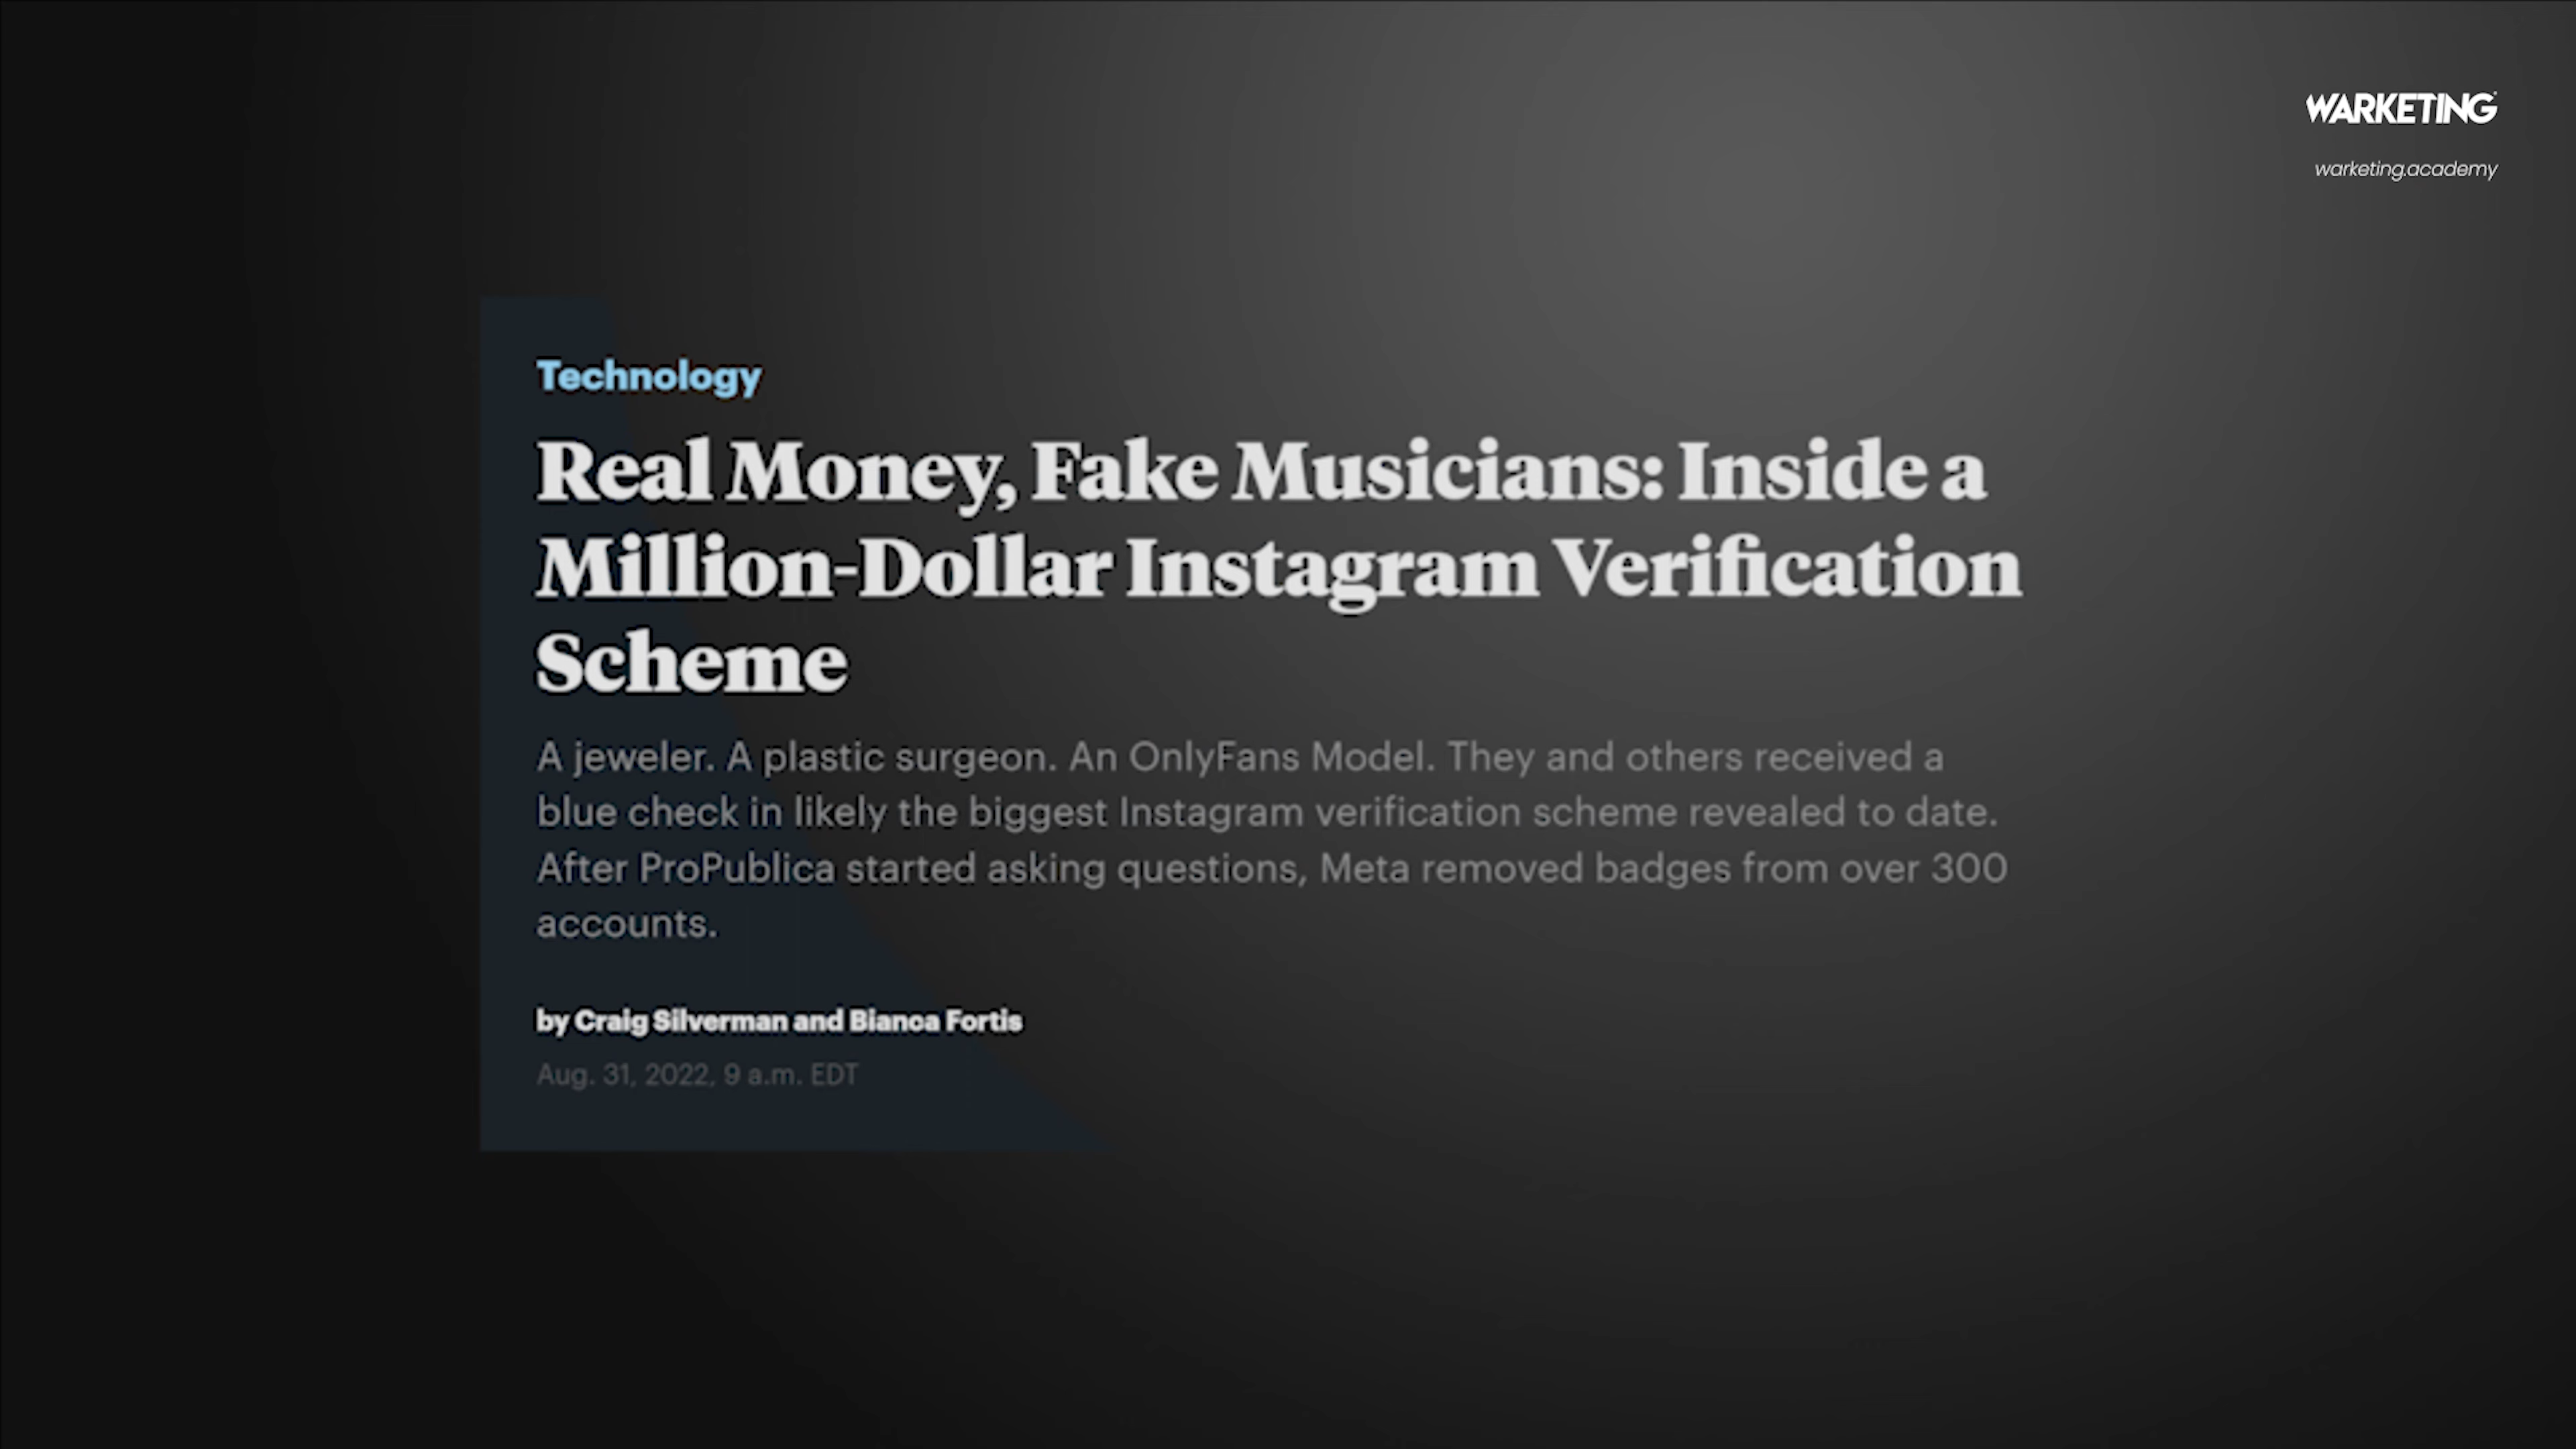 WARKETING
warketing.academy
Technology
Real Money, Fake Musicians: Inside a
Million-Dollar Instagram Verification
Scheme
A jeweler. A plastic surgeon. An OnlyFans Model. They and others received a
blue check in likely the biggest Instagram verification scheme revealed to date.
After ProPublica started asking questions, Meta removed badges from over 300
accounts.
by Craig Silverman and Bianca Fortis
Aug. 31, 2022, 9 a.m. EDT